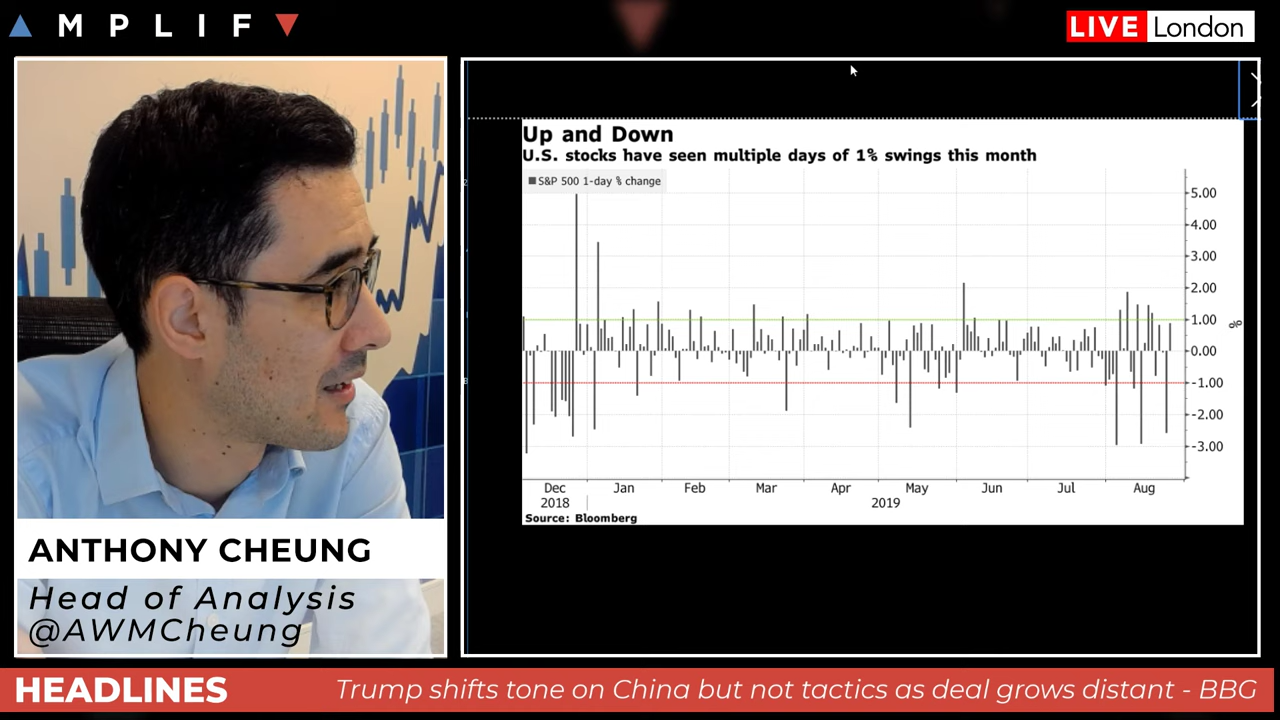 AMPLIFY
LIVE London
Up and Down
U.S. stocks have seen multiple days of 1% swings this month
S&P 500 1-day % change
5.00
4.00
3.00
2.00
1.00
%
0.00
-1.00
-2.00
-3.00
Dec Jan Feb Mar Apr May Jun Jul Aug
2018 2019
Source: Bloomberg
ANTHONY CHEUNG
Head of Analysis
@AWMCheung
HEADLINES Trump shifts tone on China but not tactics as deal grows distant - BBG